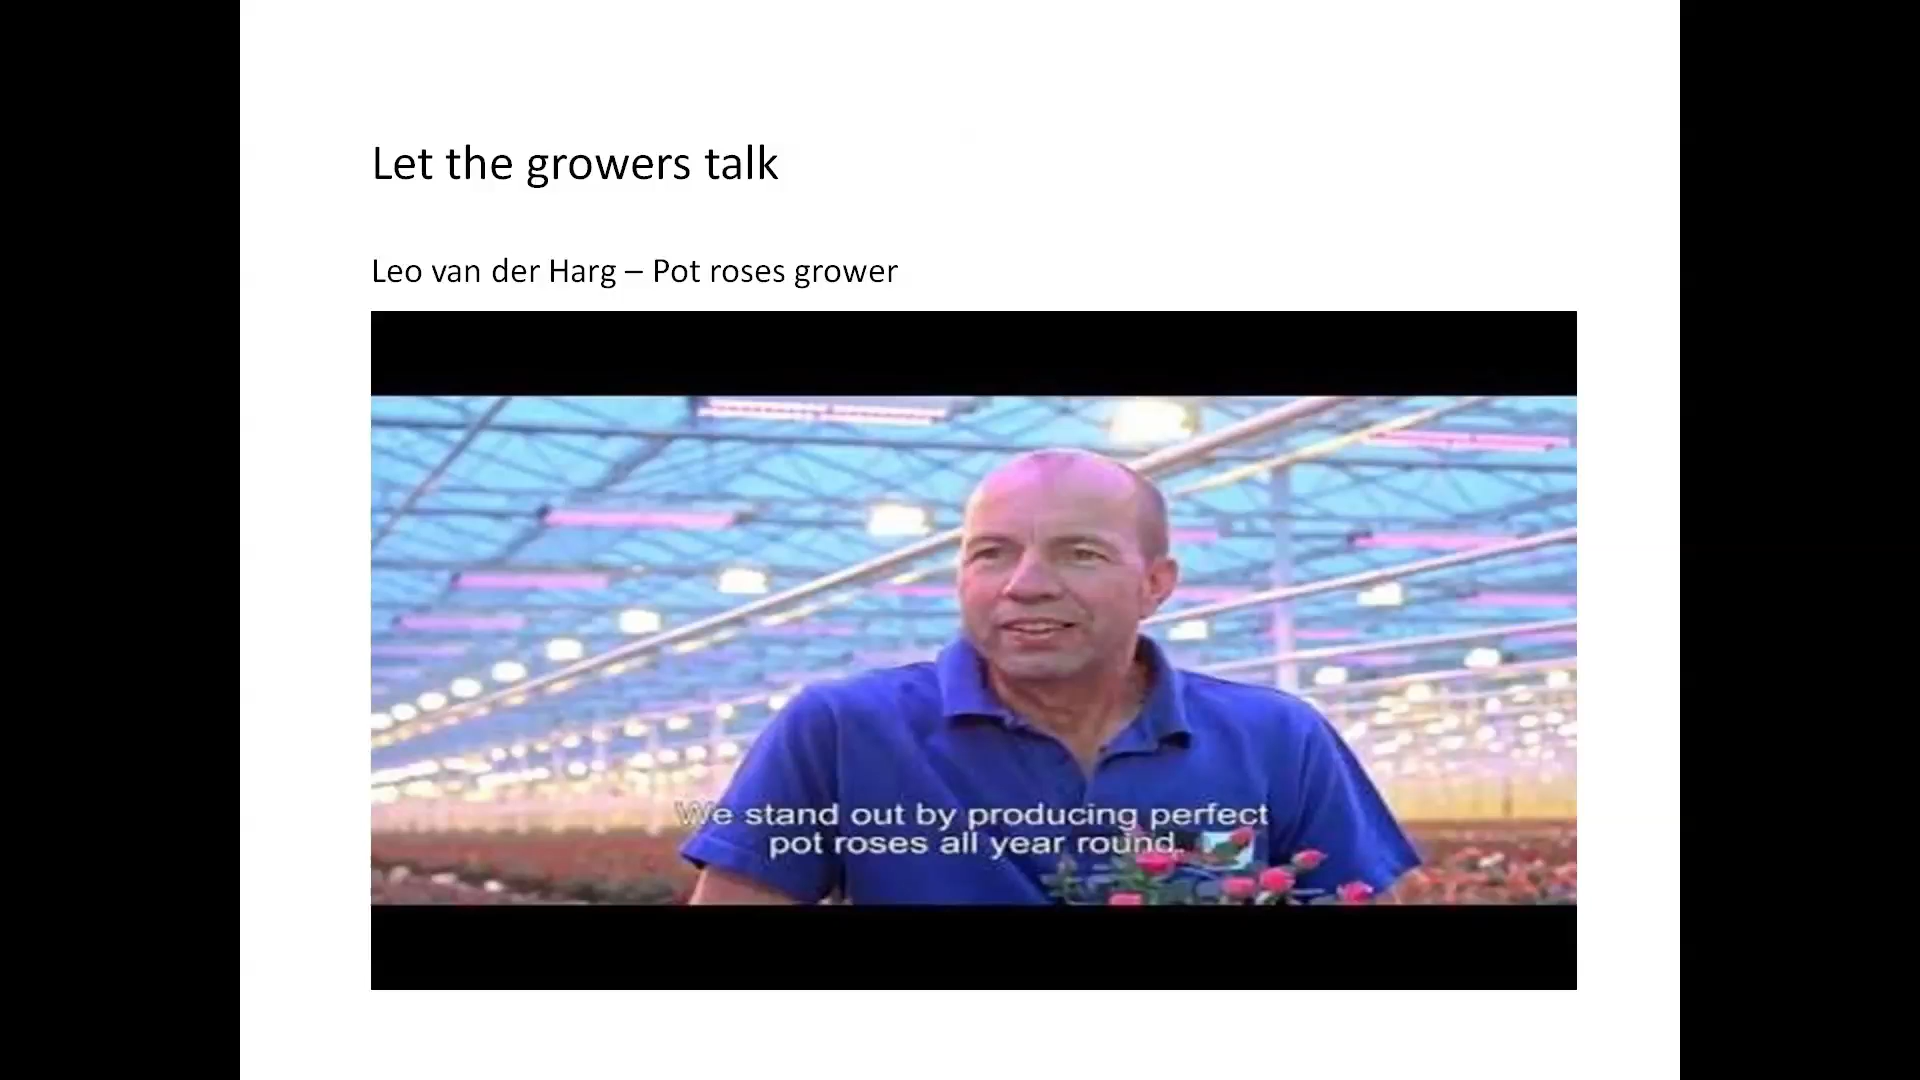 Let the growers talk
Leo van der Harg – Pot roses grower
We stand out by producing perfect
pot roses all year round.